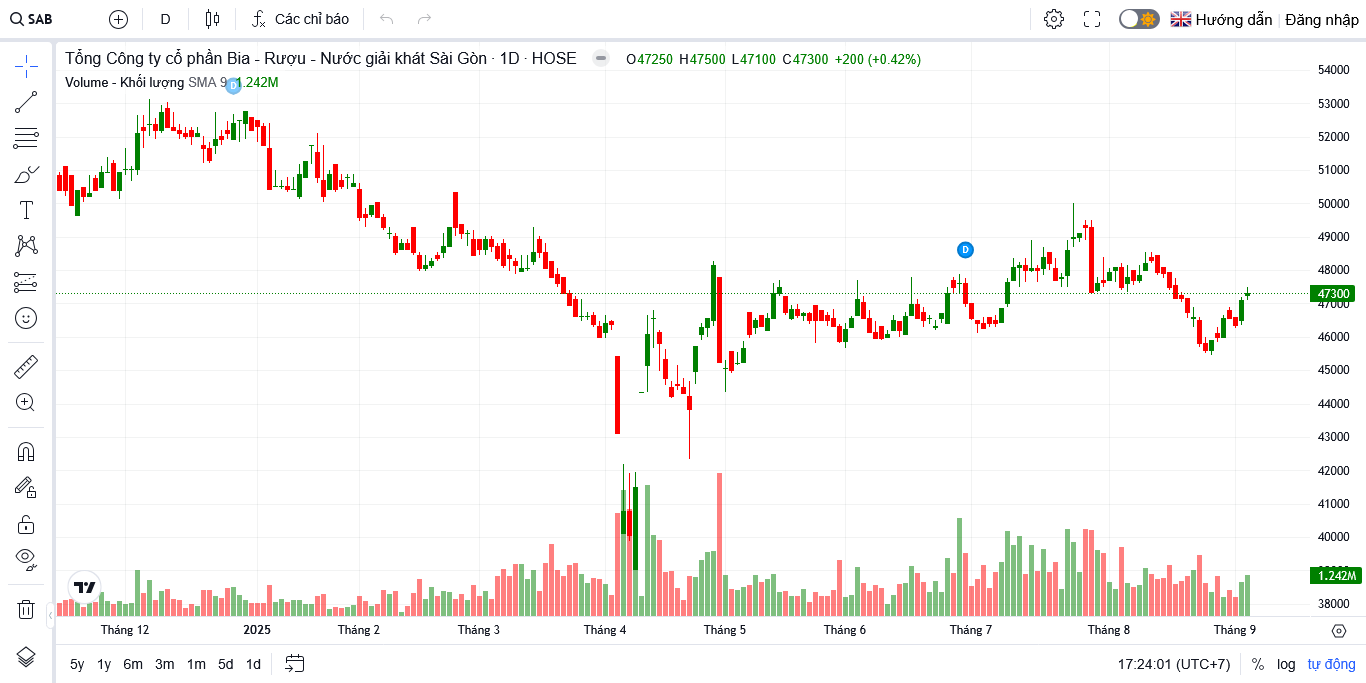 SAB D Các chỉ báo Hướng dẫn Đăng nhập
Tổng Công ty cổ phần Bia - Rượu - Nước giải khát Sài Gòn · 1D · HOSE O47250 H47500 L47100 C47300 +200 (+0.42%)
Volume - Khối lượng SMA 9 1.242M
D
D
54000
53000
52000
51000
50000
49000
48000
47300
47000
46000
45000
44000
43000
42000
41000
40000
1.242M
38000
Tháng 12 2025 Tháng 2 Tháng 3 Tháng 4 Tháng 5 Tháng 6 Tháng 7 Tháng 8 Tháng 9
5y 1y 6m 3m 1m 5d 1d 17:24:01 (UTC+7) % log tự động